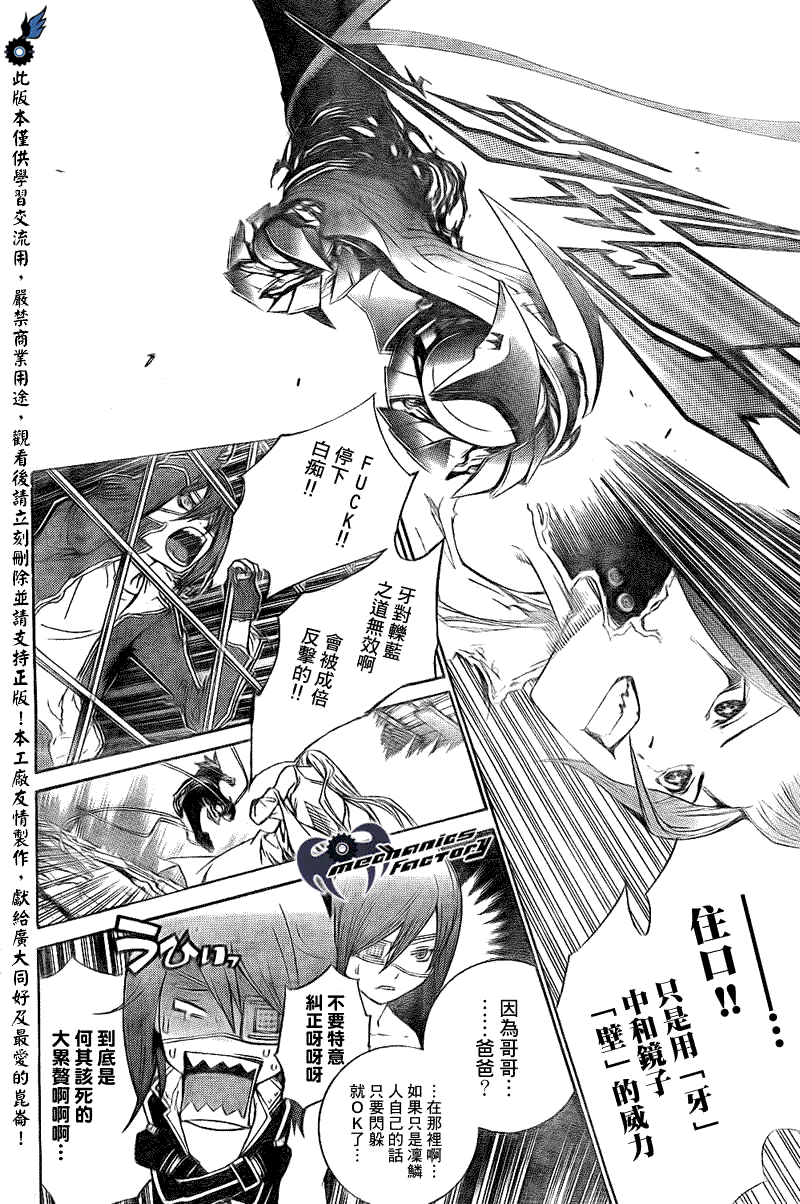 此版本僅供學習交流用，嚴禁商業用途，觀看後請立刻刪除並請支持正版！本工廠友情製作，獻給廣大同好及最愛的崑崙！
FUCK!!
停下
白痴!!
牙對轢藍
之道無效啊
會被成倍
反擊的!!
mechanics
factory
…住口!!
只是用「牙」
中和鏡子
「壁」的威力
因為哥哥…
……爸爸？
…在那裡啊…
如果只是凜鱗
人自己的話
只要閃躲
就OK了…
不要特意
糾正呀呀呀
うひぃっ
到底是
何其該死的
大累贅啊啊啊…